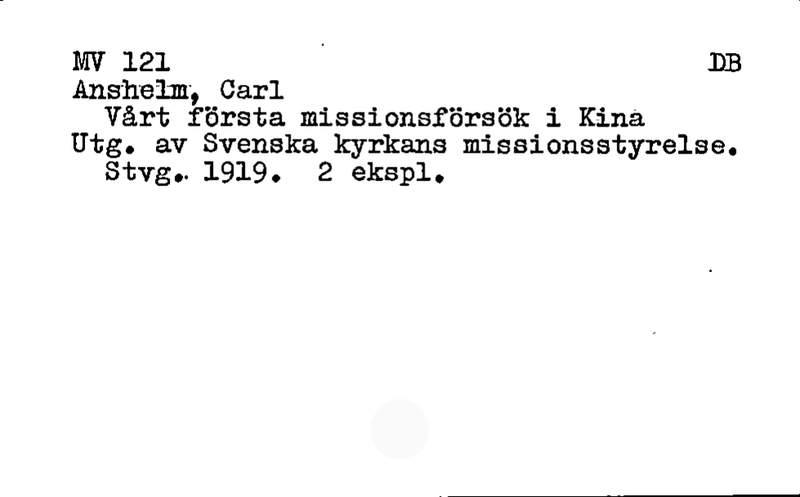 MV 121 DB
Anshelm, Carl
Vårt första missionsförsök i Kina
Utg. av Svenska kyrkans missionsstyrelse.
Stvg. 1919. 2 ekspl.